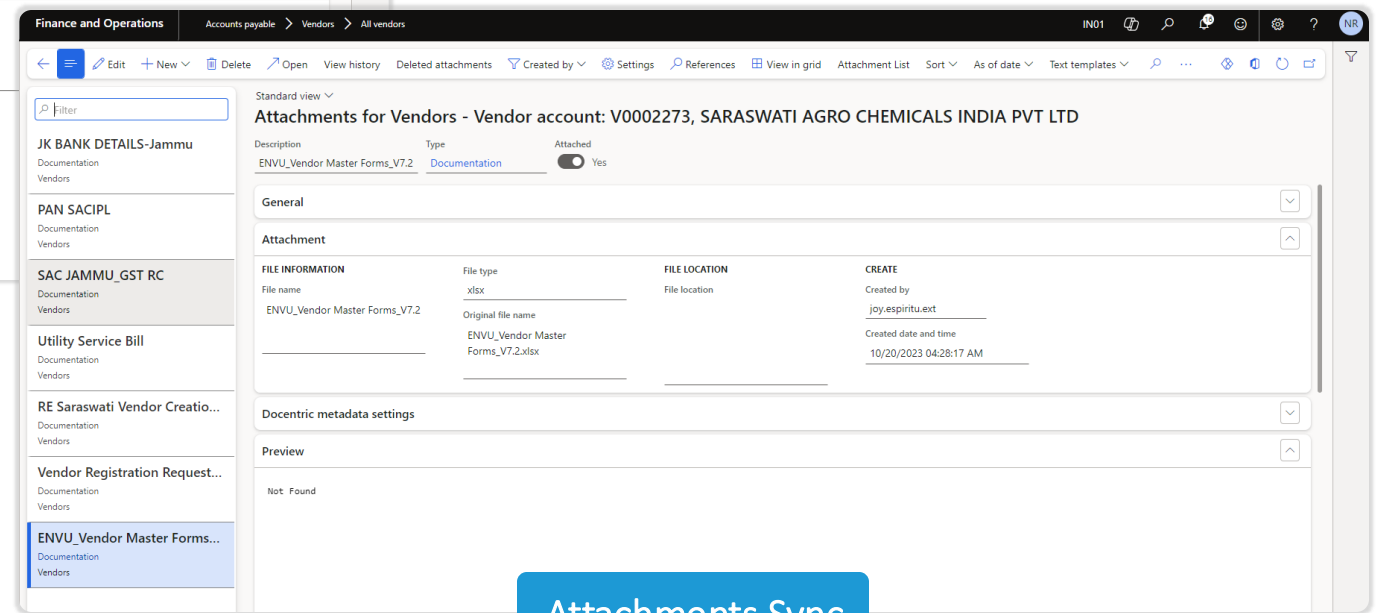 Finance and Operations
Accounts payable > Vendors > All vendors
IN01
16
?
NR
Edit
New
Delete
Open
View history
Deleted attachments
Created by
Settings
References
View in grid
Attachment List
Sort
As of date
Text templates
...
Filter
JK BANK DETAILS-Jammu
Documentation
Vendors
PAN SACIPL
Documentation
Vendors
SAC JAMMU_GST RC
Documentation
Vendors
Utility Service Bill
Documentation
Vendors
RE Saraswati Vendor Creatio...
Documentation
Vendors
Vendor Registration Request...
Documentation
Vendors
ENVU_Vendor Master Forms...
Documentation
Vendors
Standard view
Attachments for Vendors - Vendor account: V0002273, SARASWATI AGRO CHEMICALS INDIA PVT LTD
Description
ENVU_Vendor Master Forms_V7.2
Type
Documentation
Attached
Yes
General
Attachment
FILE INFORMATION
File name
ENVU_Vendor Master Forms_V7.2
File type
xlsx
Original file name
ENVU_Vendor Master
Forms_V7.2.xlsx
FILE LOCATION
File location
CREATE
Created by
joy.espiritu.ext
Created date and time
10/20/2023 04:28:17 AM
Docentric metadata settings
Preview
Not Found
Attachments Sync